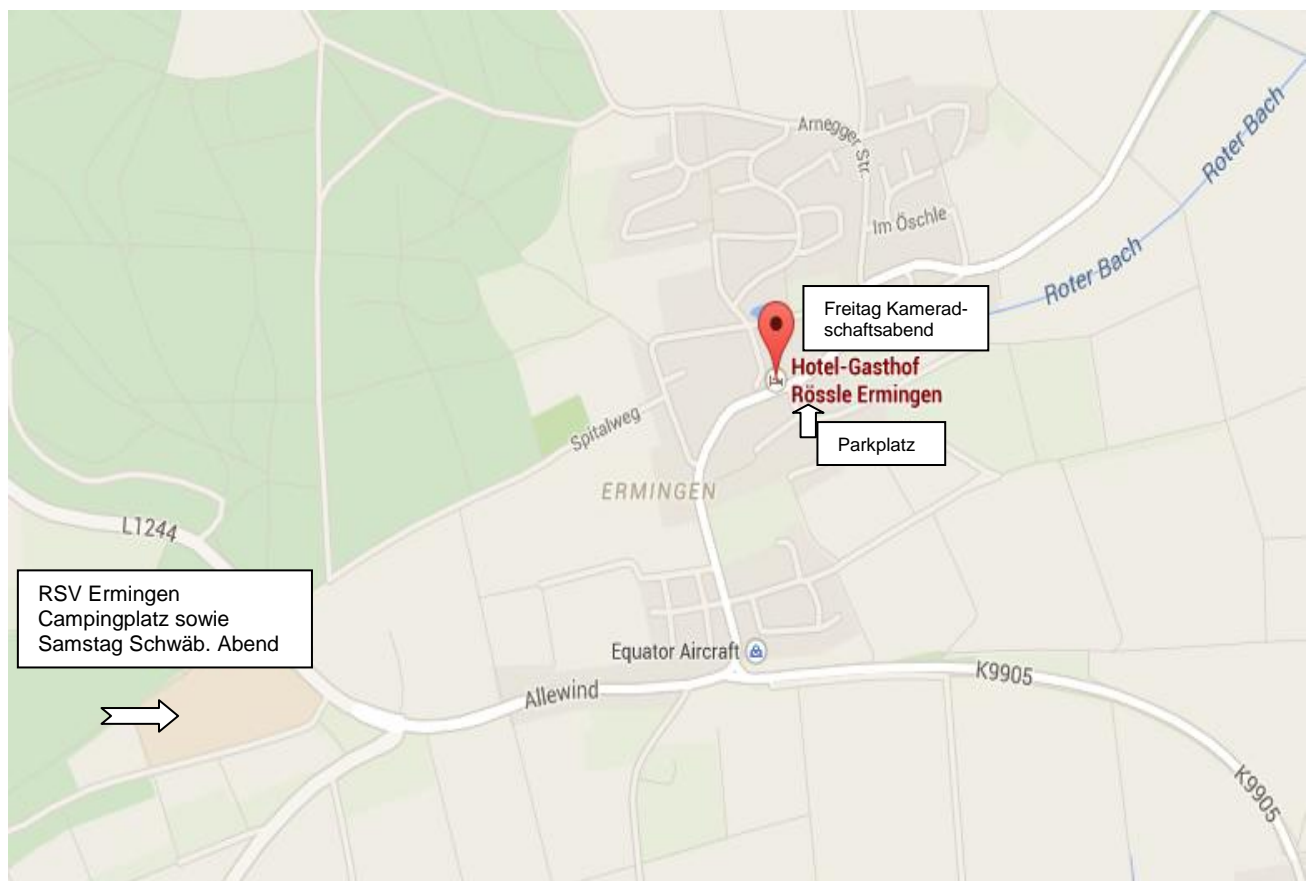 Arnegger Str.
Roter Bach
Im Öschle
Roter Bach
Freitag Kamerad-
schaftsabend
Hotel-Gasthof
Rössle Ermingen
Spitalweg
Parkplatz
ERMINGEN
L1244
RSV Ermingen
Campingplatz sowie
Samstag Schwäb. Abend
Equator Aircraft
K9905
Allewind
K9905